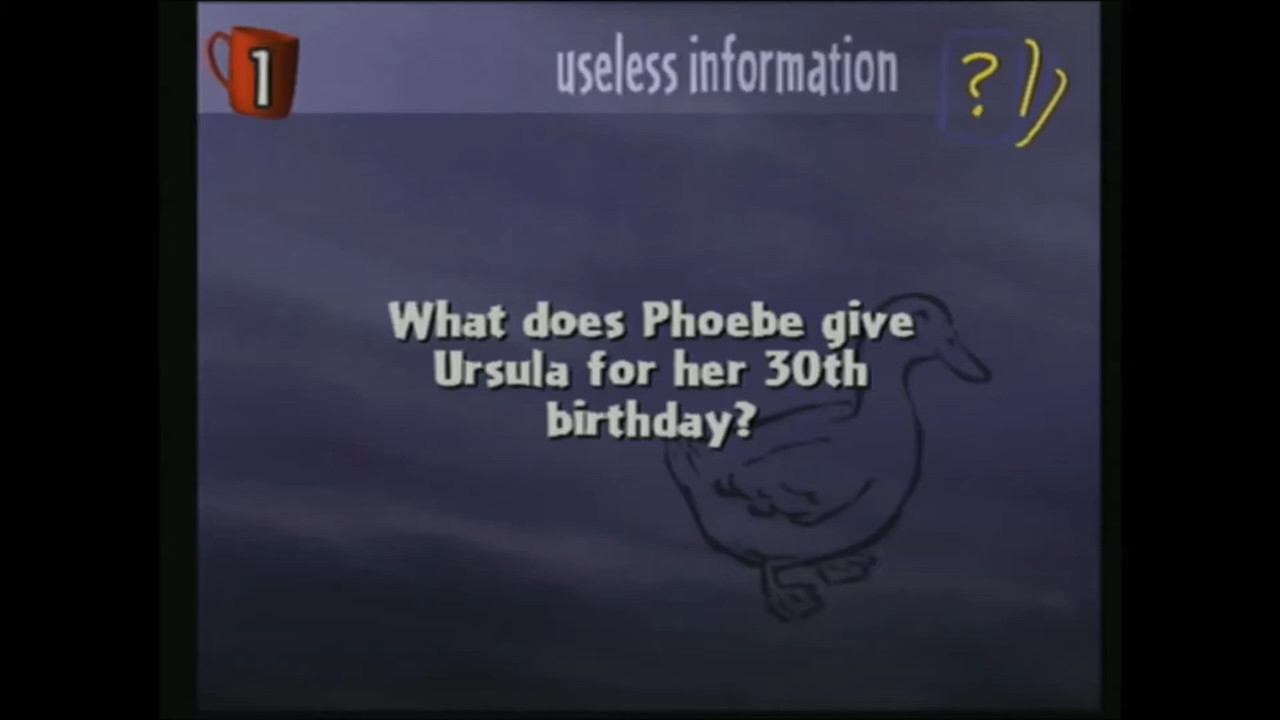 1
useless information
?
What does Phoebe give
Ursula for her 30th
birthday?